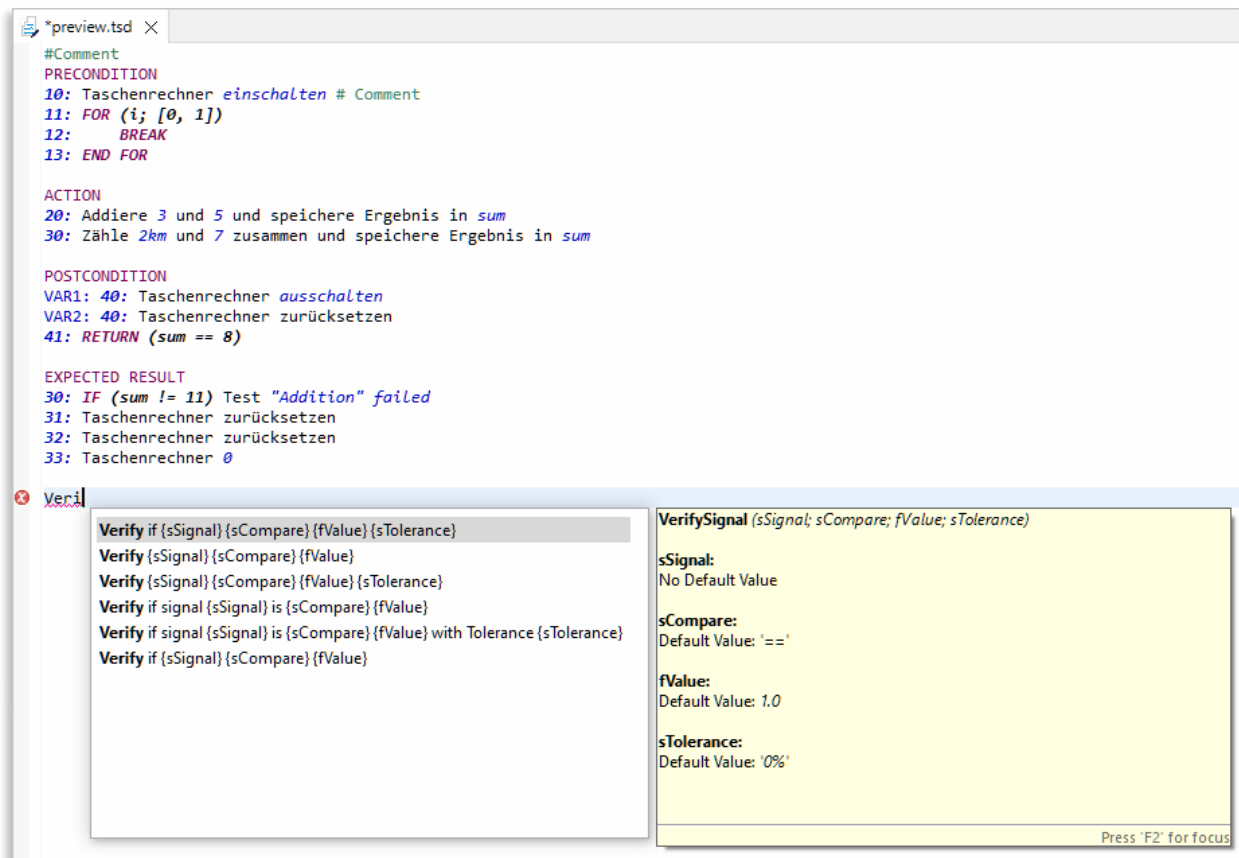 *preview.tsd
#Comment
PRECONDITION
10: Taschenrechner einschalten # Comment
11: FOR (i; [0, 1])
12: BREAK
13: END FOR
ACTION
20: Addiere 3 und 5 und speichere Ergebnis in sum
30: Zähle 2km und 7 zusammen und speichere Ergebnis in sum
POSTCONDITION
VAR1: 40: Taschenrechner ausschalten
VAR2: 40: Taschenrechner zurücksetzen
41: RETURN (sum == 8)
EXPECTED RESULT
30: IF (sum != 11) Test "Addition" failed
31: Taschenrechner zurücksetzen
32: Taschenrechner zurücksetzen
33: Taschenrechner 0
Veri
Verify if {sSignal} {sCompare} {fValue} {sTolerance}
Verify {sSignal} {sCompare} {fValue}
Verify {sSignal} {sCompare} {fValue} {sTolerance}
Verify if signal {sSignal} is {sCompare} {fValue}
Verify if signal {sSignal} is {sCompare} {fValue} with Tolerance {sTolerance}
Verify if {sSignal} {sCompare} {fValue}
VerifySignal (sSignal; sCompare; fValue; sTolerance)
sSignal:
No Default Value
sCompare:
Default Value: '=='
fValue:
Default Value: 1.0
sTolerance:
Default Value: '0%'
Press 'F2' for focus